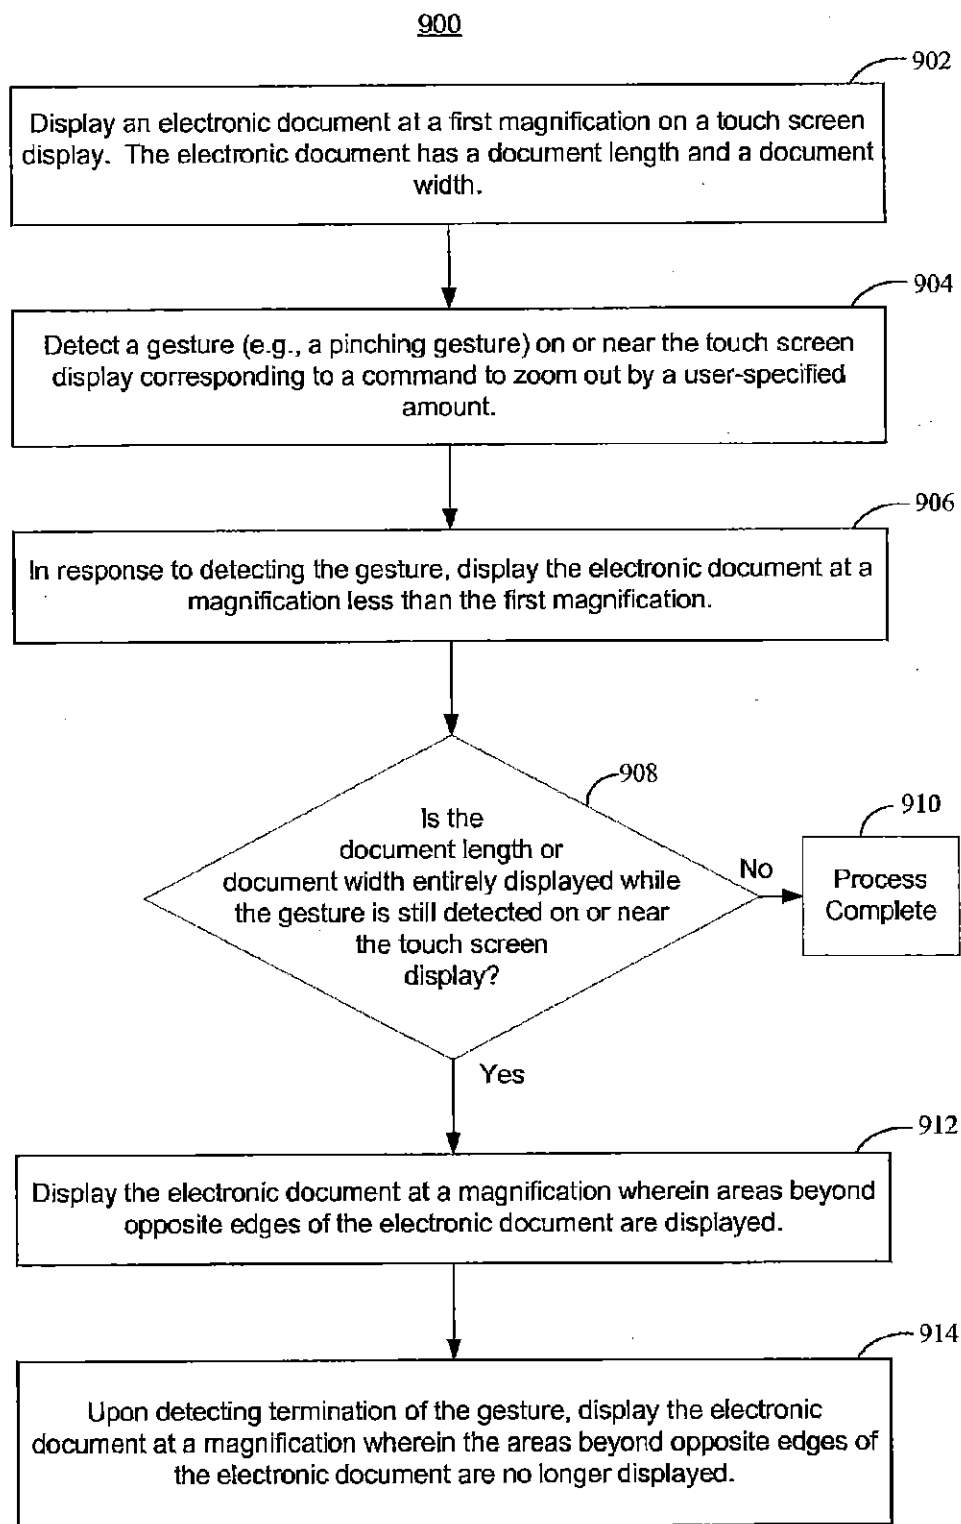 900
902
Display an electronic document at a first magnification on a touch screen
display. The electronic document has a document length and a document
width.
904
Detect a gesture (e.g., a pinching gesture) on or near the touch screen
display corresponding to a command to zoom out by a user-specified
amount.
906
In response to detecting the gesture, display the electronic document at a
magnification less than the first magnification.
908
Is the
document length or
document width entirely displayed while
the gesture is still detected on or near
the touch screen
display?
No
910
Process
Complete
Yes
912
Display the electronic document at a magnification wherein areas beyond
opposite edges of the electronic document are displayed.
914
Upon detecting termination of the gesture, display the electronic
document at a magnification wherein the areas beyond opposite edges of
the electronic document are no longer displayed.